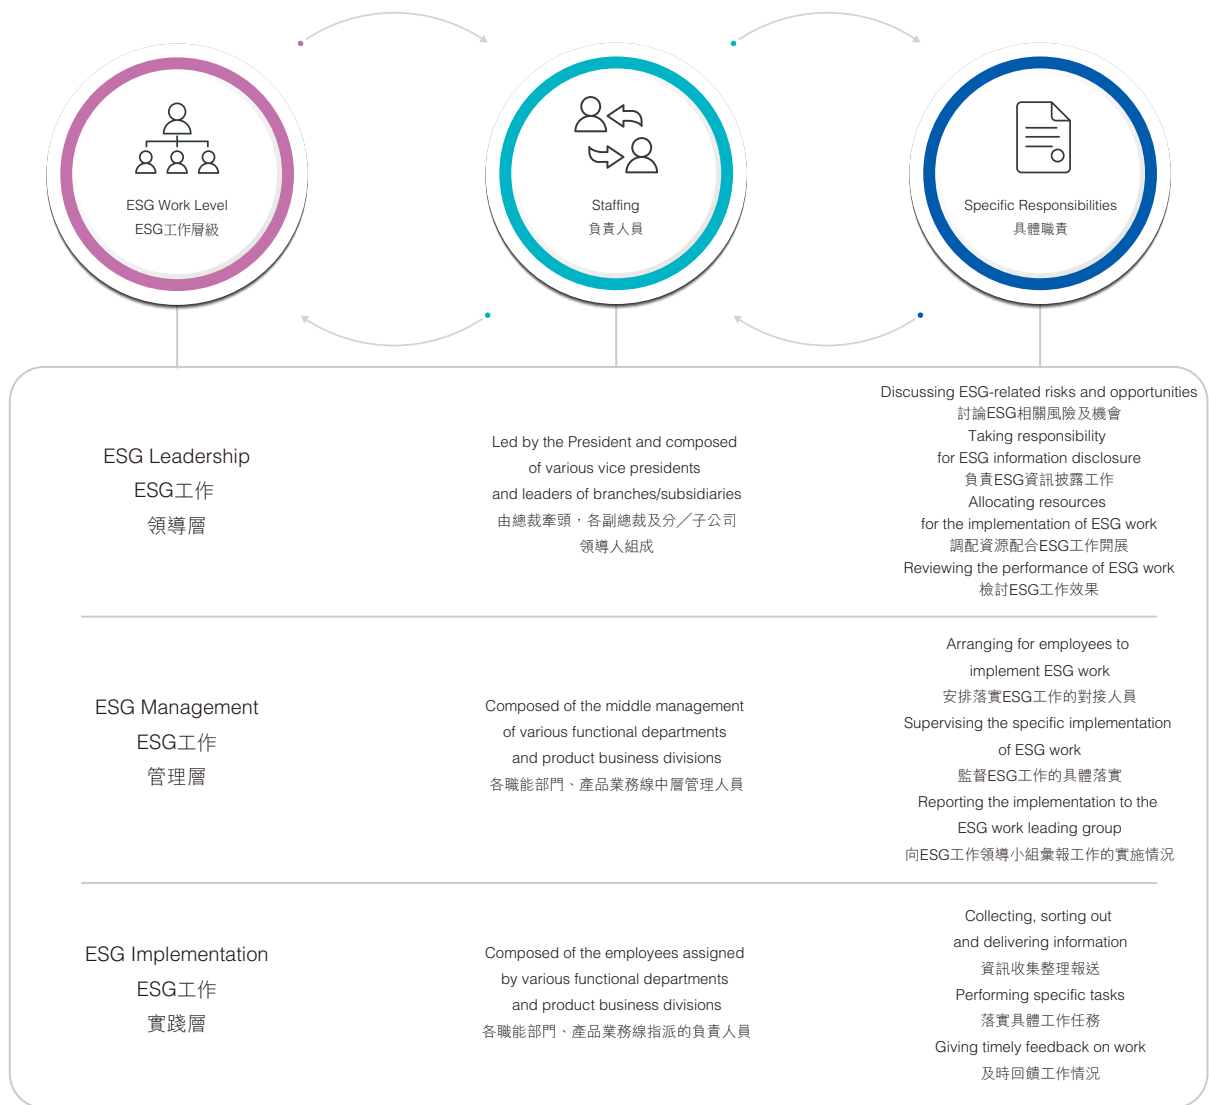 ESG Work Level
ESG工作層級
Staffing
負責人員
Specific Responsibilities
具體職責
ESG Leadership
ESG工作
領導層
Led by the President and composed
of various vice presidents
and leaders of branches/subsidiaries
由總裁牽頭，各副總裁及分／子公司
領導人組成
Discussing ESG-related risks and opportunities
討論ESG相關風險及機會
Taking responsibility
for ESG information disclosure
負責ESG資訊披露工作
Allocating resources
for the implementation of ESG work
調配資源配合ESG工作開展
Reviewing the performance of ESG work
檢討ESG工作效果
ESG Management
ESG工作
管理層
Composed of the middle management
of various functional departments
and product business divisions
各職能部門、產品業務線中層管理人員
Arranging for employees to
implement ESG work
安排落實ESG工作的對接人員
Supervising the specific implementation
of ESG work
監督ESG工作的具體落實
Reporting the implementation to the
ESG work leading group
向ESG工作領導小組彙報工作的實施情況
ESG Implementation
ESG工作
實踐層
Composed of the employees assigned
by various functional departments
and product business divisions
各職能部門、產品業務線指派的負責人員
Collecting, sorting out
and delivering information
資訊收集整理報送
Performing specific tasks
落實具體工作任務
Giving timely feedback on work
及時回饋工作情況